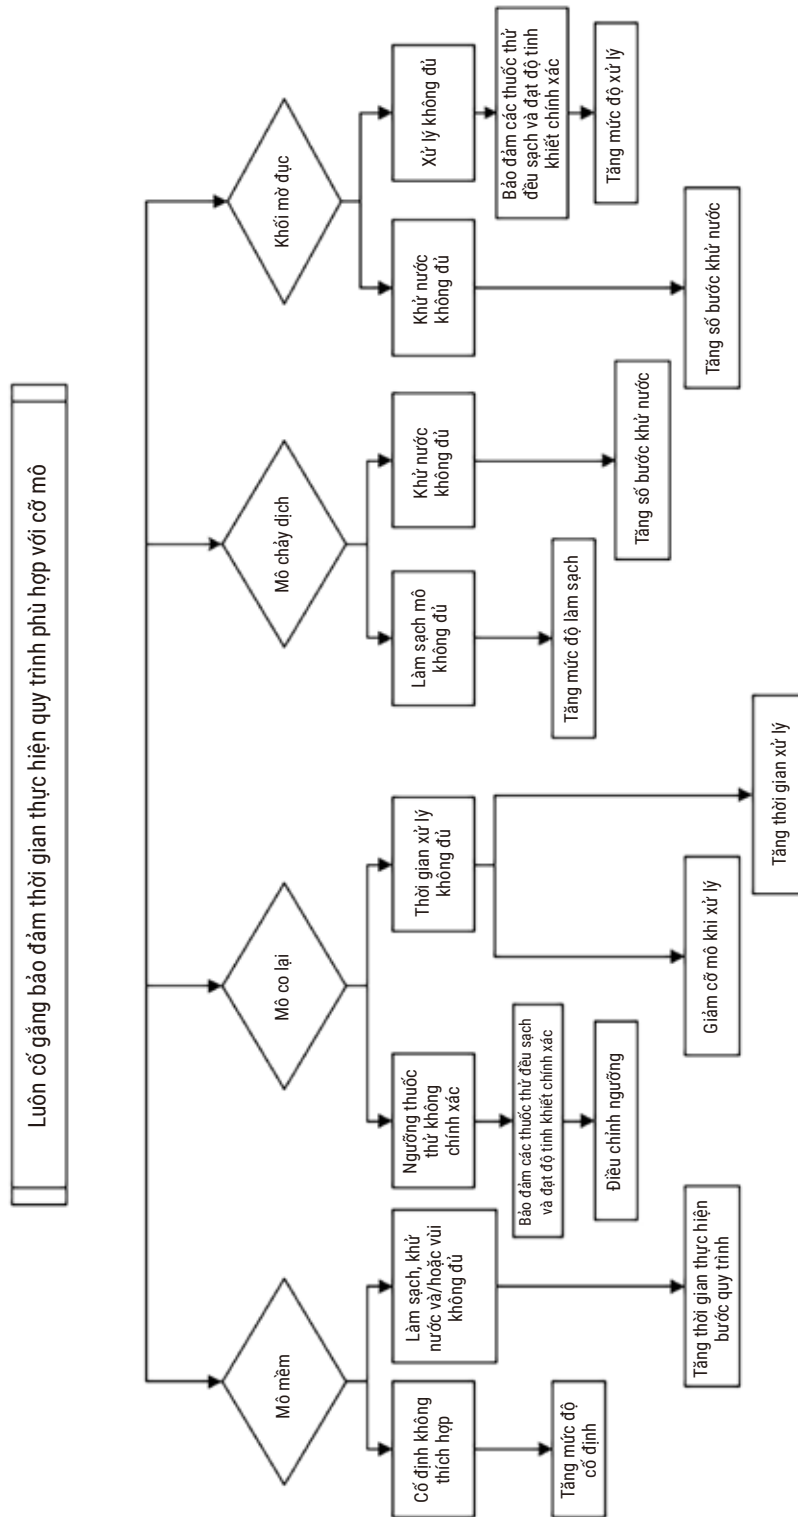 Luôn cố gắng bảo đảm thời gian thực hiện quy trình phù hợp với cỡ mô
Mô mềm
Mô co lại
Mô chảy dịch
Khối mờ đục
Cố định không
thích hợp
Làm sạch, khử
nước và/hoặc vùi
không đủ
Ngưỡng thuốc
thử không
chính xác
Thời gian xử lý
không đủ
Làm sạch mô
không đủ
Khử nước
không đủ
Khử nước
không đủ
Xử lý không đủ
Tăng mức độ
cố định
Tăng thời gian thực hiện
bước quy trình
Bảo đảm các thuốc thử đều sạch
và đạt độ tinh khiết chính xác
Điều chỉnh ngưỡng
Giảm cỡ mô khi xử lý
Tăng thời gian xử lý
Tăng mức độ làm sạch
Tăng số bước khử nước
Tăng số bước khử nước
Bảo đảm các thuốc thử
đều sạch và đạt độ tinh
khiết chính xác
Tăng mức độ xử lý